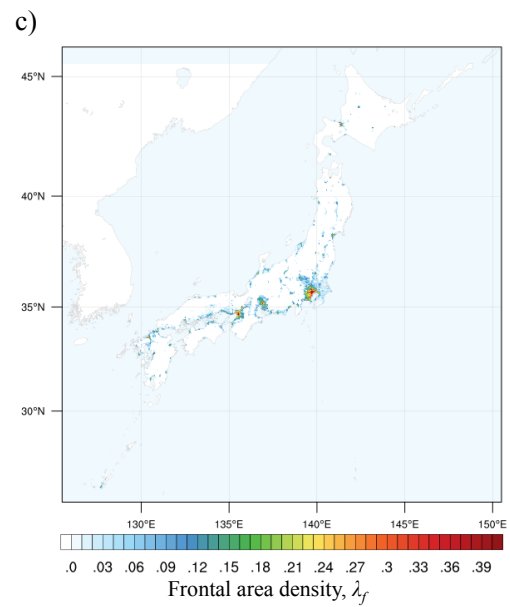 c)
45°N
40°N
35°N
30°N
130°E 135°E 140°E 145°E 150°E
.0 .03 .06 .09 .12 .15 .18 .21 .24 .27 .3 .33 .36 .39
Frontal area density, λf